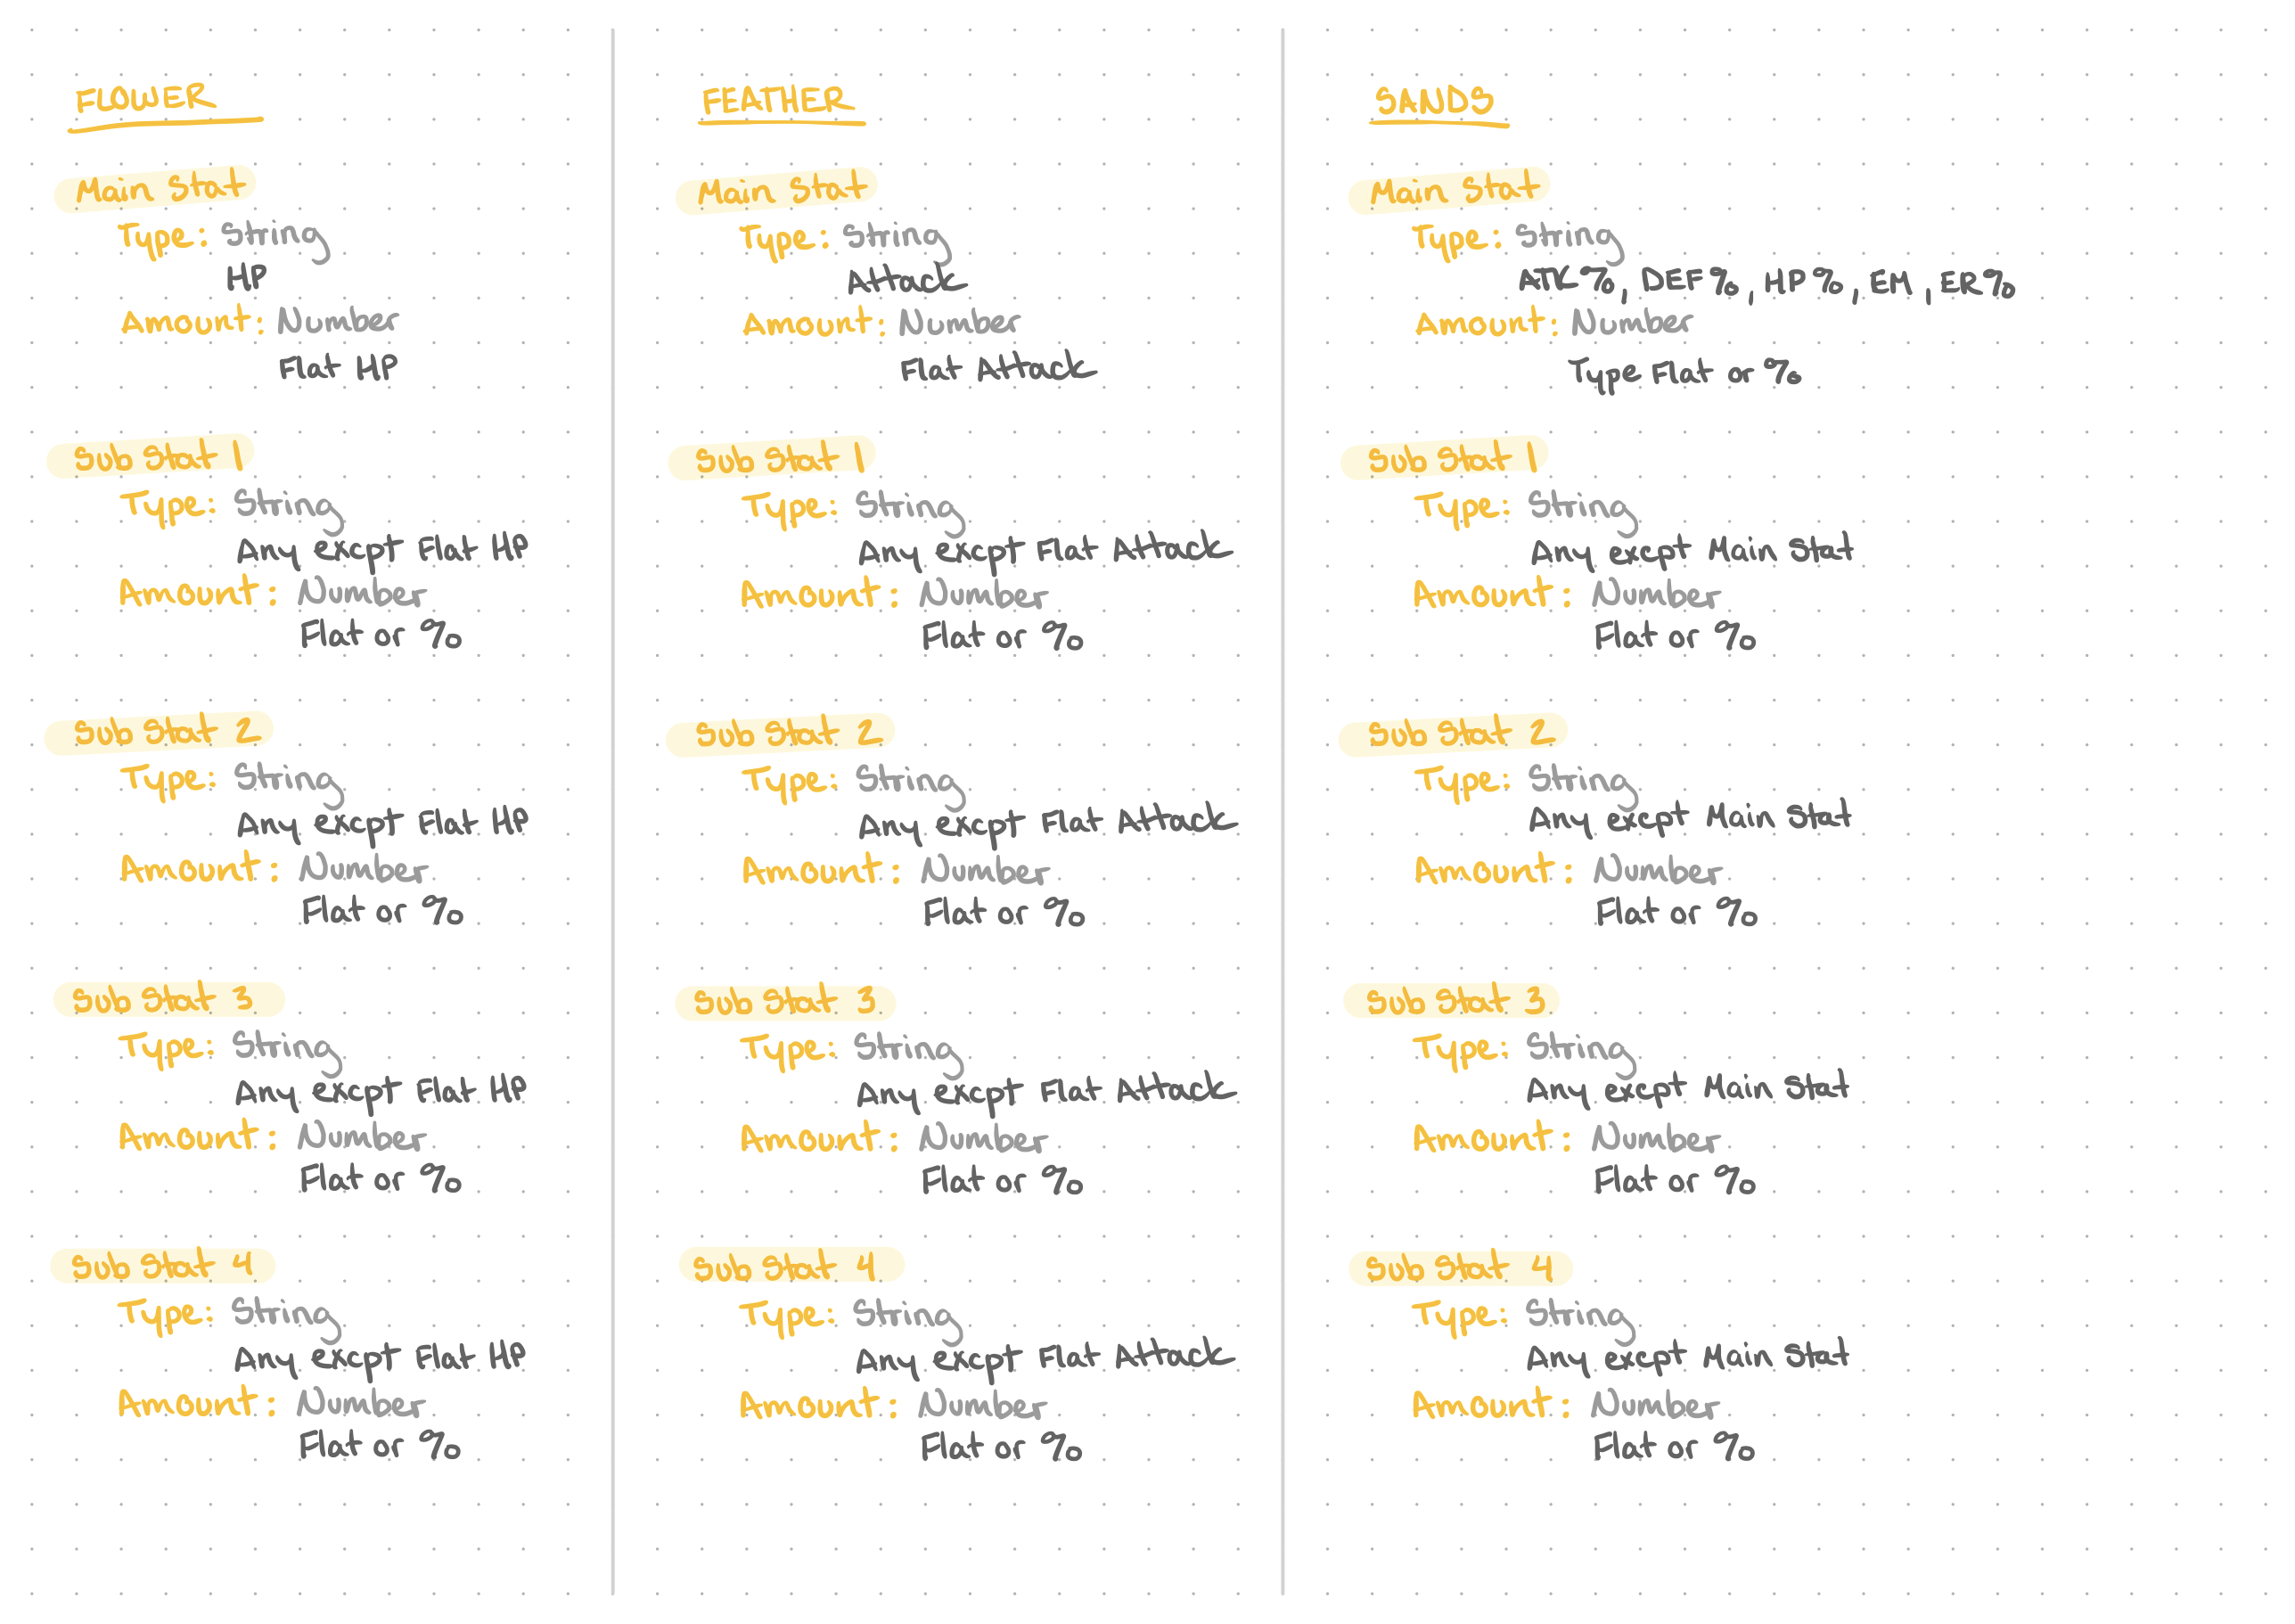 FLOWER
Main Stat
Type: String
HP
Amount: Number
Flat HP
Sub Stat 1
Type: String
Any except Flat HP
Amount: Number
Flat or %
Sub Stat 2
Type: String
Any except Flat HP
Amount: Number
Flat or %
Sub Stat 3
Type: String
Any except Flat HP
Amount: Number
Flat or %
Sub Stat 4
Type: String
Any except Flat HP
Amount: Number
Flat or %
FEATHER
Main Stat
Type: String
Attack
Amount: Number
Flat Attack
Sub Stat 1
Type: String
Any except Flat Attack
Amount: Number
Flat or %
Sub Stat 2
Type: String
Any except Flat Attack
Amount: Number
Flat or %
Sub Stat 3
Type: String
Any except Flat Attack
Amount: Number
Flat or %
Sub Stat 4
Type: String
Any except Flat Attack
Amount: Number
Flat or %
SANDS
Main Stat
Type: String
ATK%, DEF%, HP%, EM, ER%
Amount: Number
Type Flat or %
Sub Stat 1
Type: String
Any except Main Stat
Amount: Number
Flat or %
Sub Stat 2
Type: String
Any except Main Stat
Amount: Number
Flat or %
Sub Stat 3
Type: String
Any except Main Stat
Amount: Number
Flat or %
Sub Stat 4
Type: String
Any except Main Stat
Amount: Number
Flat or %